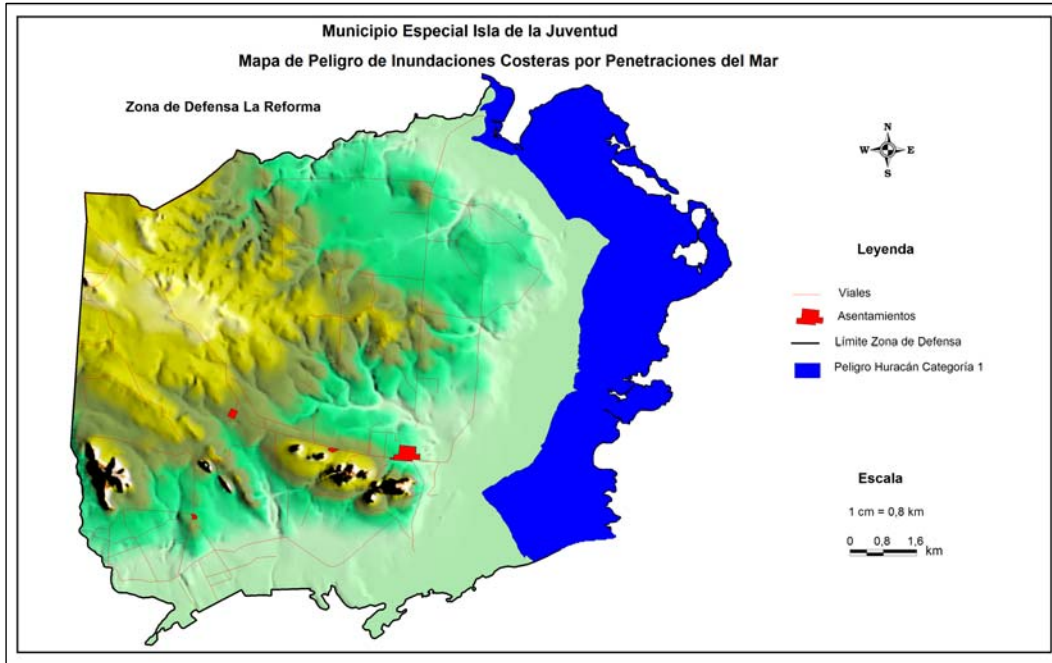 Municipio Especial Isla de la Juventud
Mapa de Peligro de Inundaciones Costeras por Penetraciones del Mar
Zona de Defensa La Reforma
N
W E
S
Leyenda
Viales
Asentamientos
Límite Zona de Defensa
Peligro Huracán Categoría 1
Escala
1 cm = 0,8 km
0 0,8 1,6
km